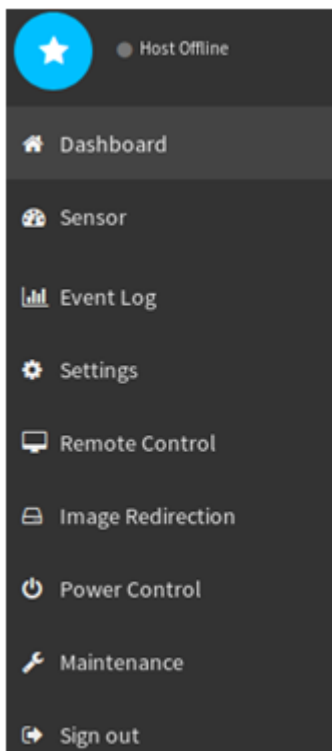 Host Offline
Dashboard
Sensor
Event Log
Settings
Remote Control
Image Redirection
Power Control
Maintenance
Sign out